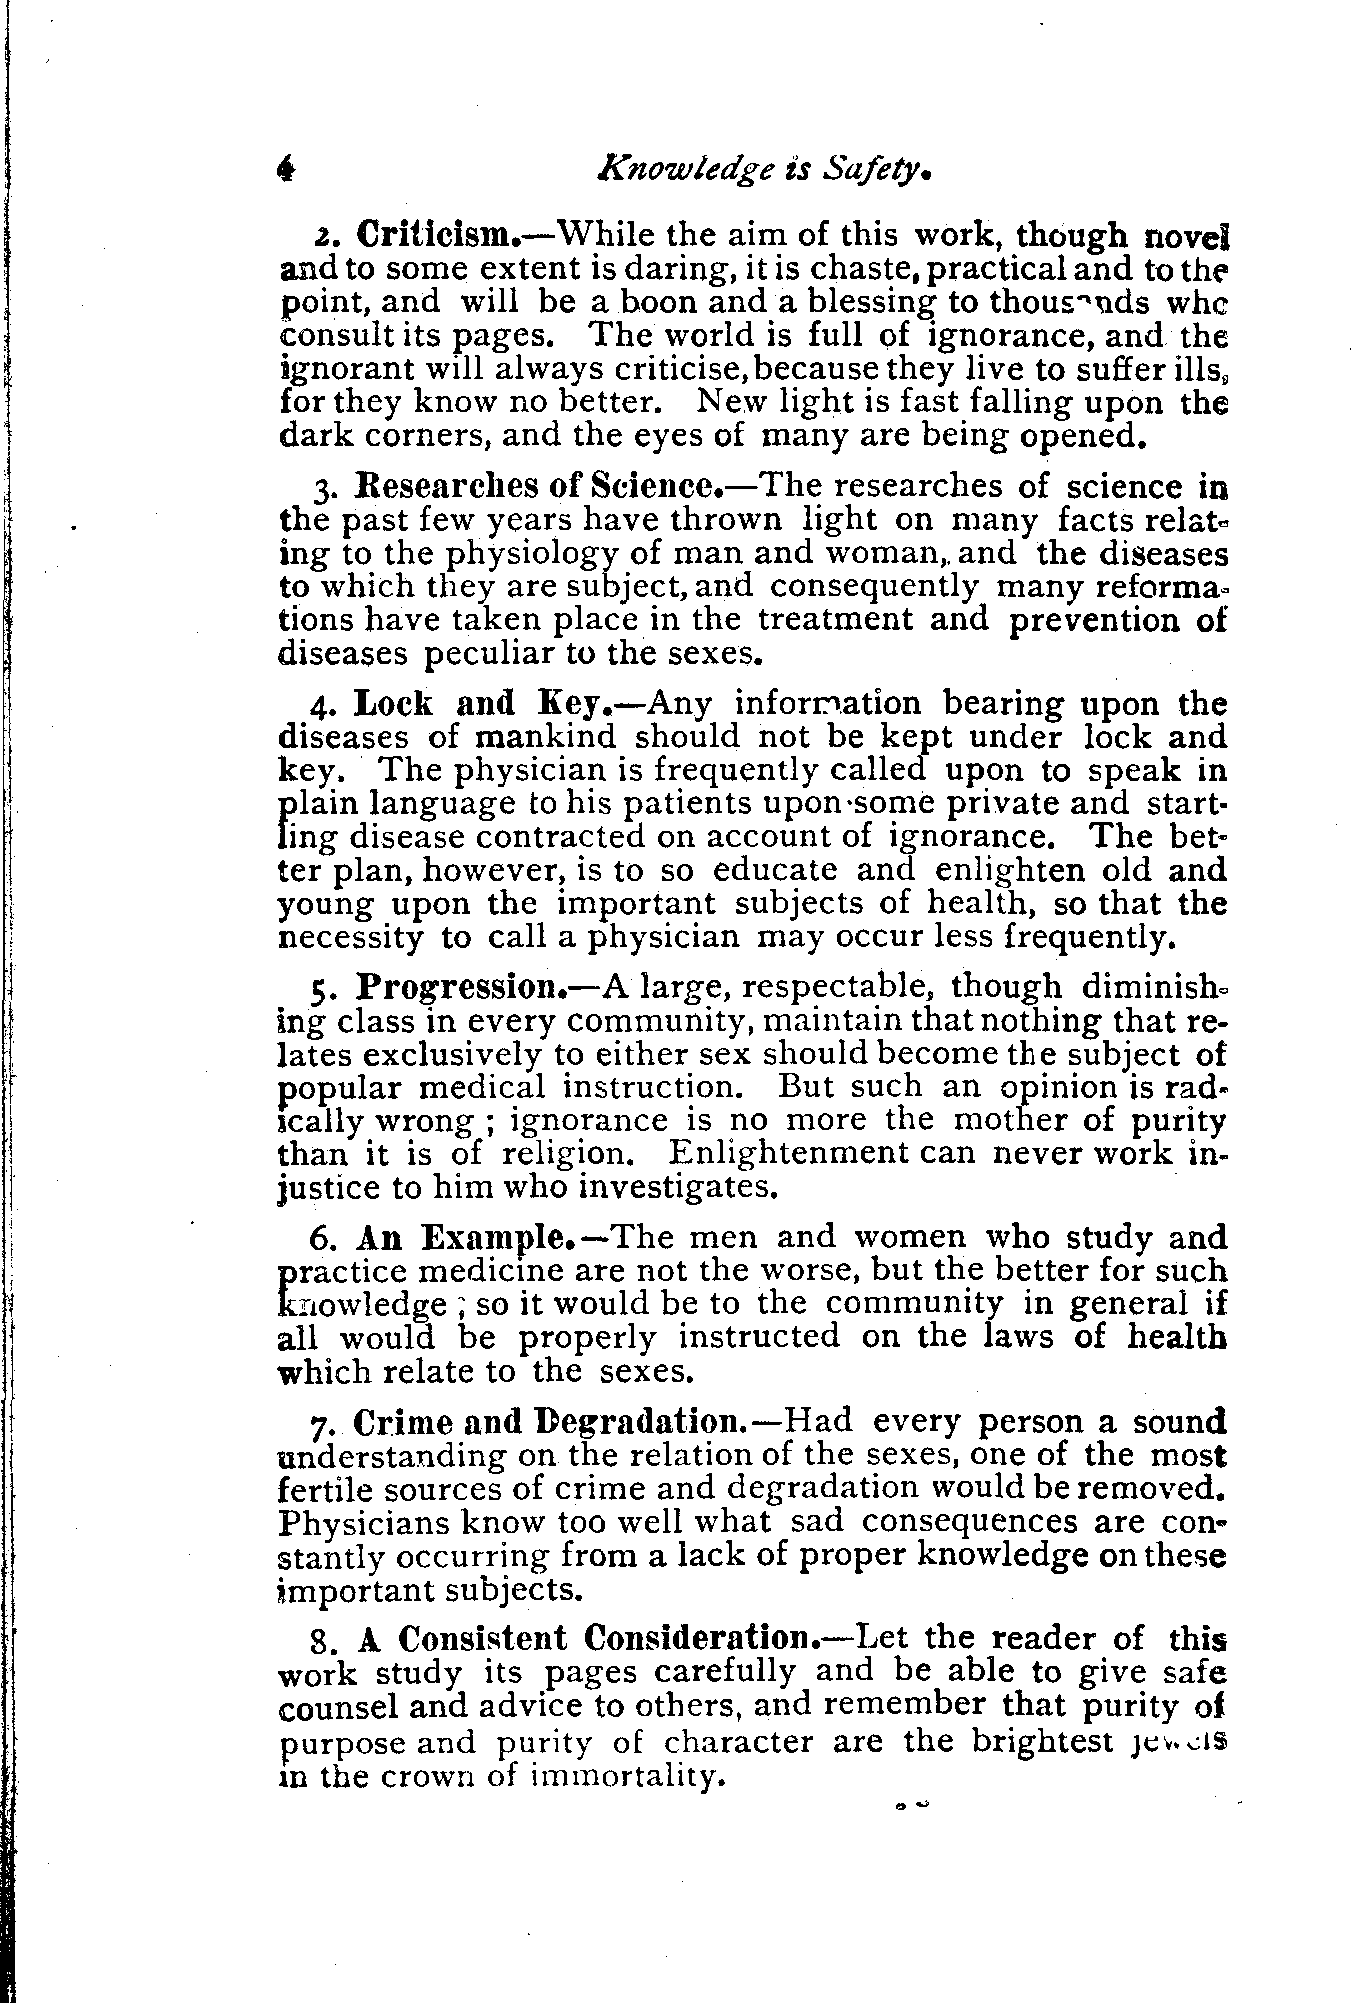 4 Knowledge is Safety.
2. Criticism.—While the aim of this work, though novel
and to some extent is daring, it is chaste, practical and to the
point, and will be a boon and a blessing to thousands who
consult its pages. The world is full of ignorance, and the
ignorant will always criticise, because they live to suffer ills,
for they know no better. New light is fast falling upon the
dark corners, and the eyes of many are being opened.
3. Researches of Science.—The researches of science in
the past few years have thrown light on many facts relat-
ing to the physiology of man and woman, and the diseases
to which they are subject, and consequently many reforma-
tions have taken place in the treatment and prevention of
diseases peculiar to the sexes.
4. Lock and Key.—Any information bearing upon the
diseases of mankind should not be kept under lock and
key. The physician is frequently called upon to speak in
plain language to his patients upon some private and start-
ling disease contracted on account of ignorance. The bet-
ter plan, however, is to so educate and enlighten old and
young upon the important subjects of health, so that the
necessity to call a physician may occur less frequently.
5. Progression.—A large, respectable, though diminish-
ing class in every community, maintain that nothing that re-
lates exclusively to either sex should become the subject of
popular medical instruction. But such an opinion is rad-
ically wrong ; ignorance is no more the mother of purity
than it is of religion. Enlightenment can never work in-
justice to him who investigates.
6. An Example.—The men and women who study and
practice medicine are not the worse, but the better for such
knowledge ; so it would be to the community in general if
all would be properly instructed on the laws of health
which relate to the sexes.
7. Crime and Degradation.—Had every person a sound
understanding on the relation of the sexes, one of the most
fertile sources of crime and degradation would be removed.
Physicians know too well what sad consequences are con-
stantly occurring from a lack of proper knowledge on these
important subjects.
8. A Consistent Consideration.—Let the reader of this
work study its pages carefully and be able to give safe
counsel and advice to others, and remember that purity of
purpose and purity of character are the brightest jewels
in the crown of immortality.